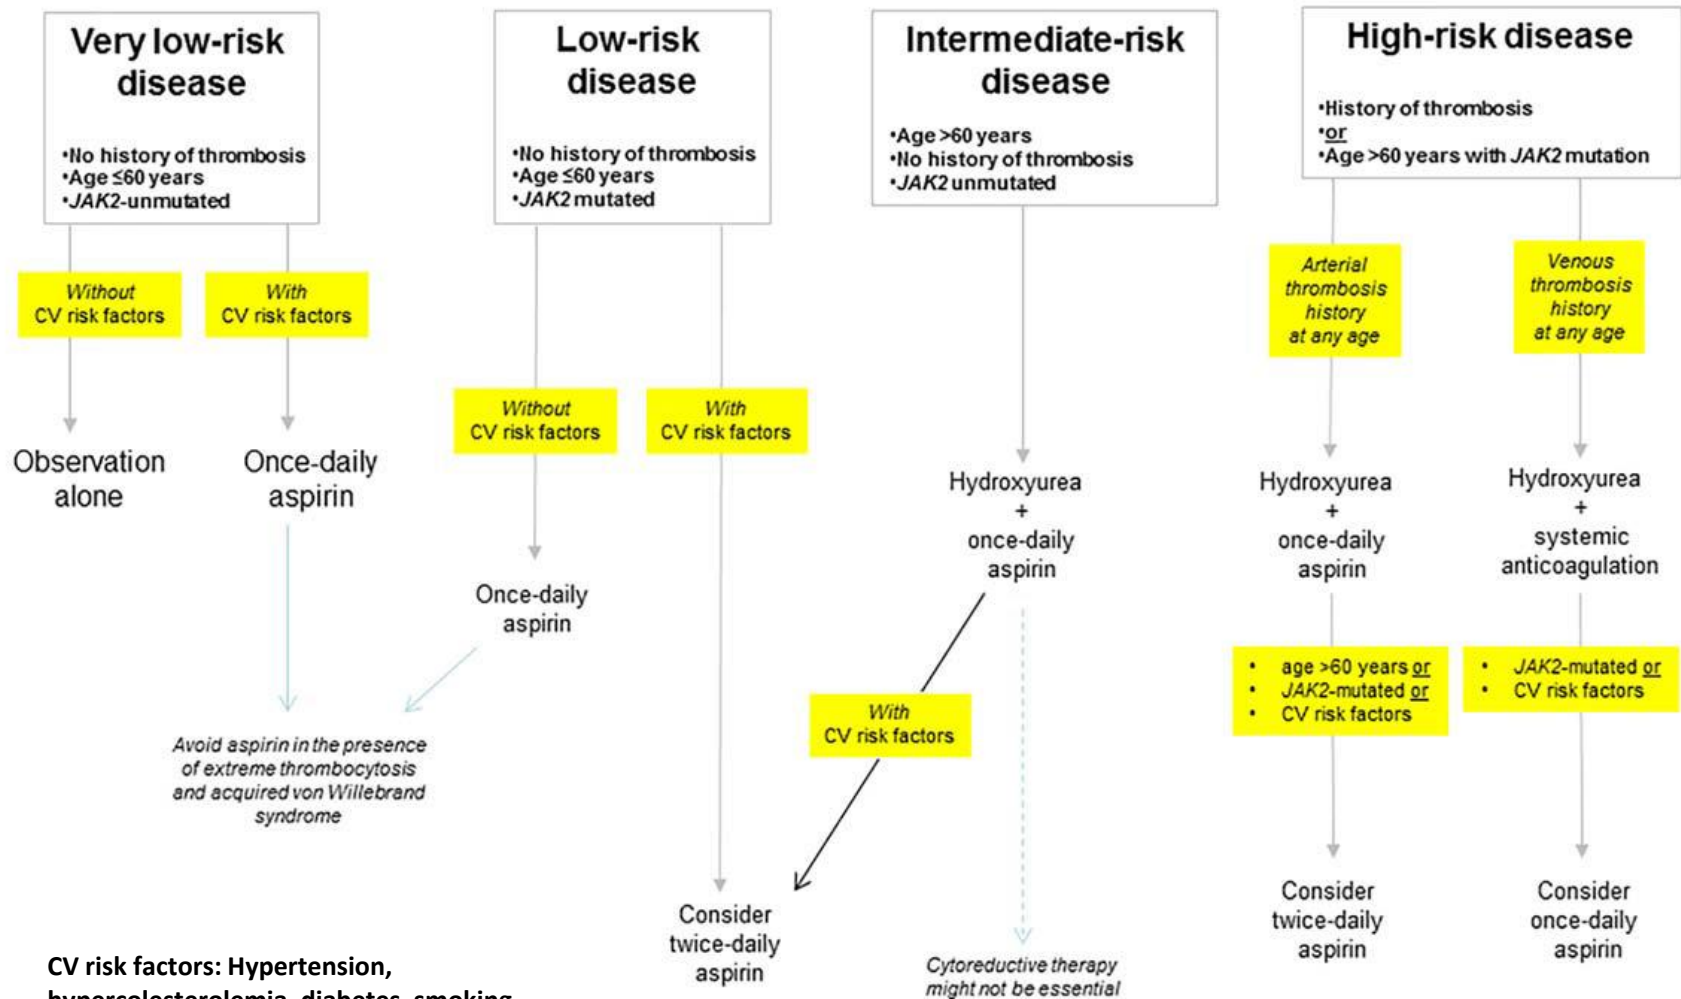 Very low-risk
disease
•No history of thrombosis
•Age ≤60 years
•JAK2-unmutated
Without
CV risk factors
With
CV risk factors
Observation
alone
Once-daily
aspirin
Low-risk
disease
•No history of thrombosis
•Age ≤60 years
•JAK2 mutated
Without
CV risk factors
With
CV risk factors
Once-daily
aspirin
Avoid aspirin in the presence
of extreme thrombocytosis
and acquired von Willebrand
syndrome
Consider
twice-daily
aspirin
Intermediate-risk
disease
•Age >60 years
•No history of thrombosis
•JAK2 unmutated
Hydroxyurea
+
once-daily
aspirin
With
CV risk factors
Cytoreductive therapy
might not be essential
High-risk disease
•History of thrombosis
•or
•Age >60 years with JAK2 mutation
Arterial
thrombosis
history
at any age
Venous
thrombosis
history
at any age
Hydroxyurea
+
once-daily
aspirin
Hydroxyurea
+
systemic
anticoagulation
• age >60 years or
• JAK2-mutated or
• CV risk factors
• JAK2-mutated or
• CV risk factors
Consider
twice-daily
aspirin
Consider
once-daily
aspirin
CV risk factors: Hypertension,
hypercolesterolemia, diabetes, smoking